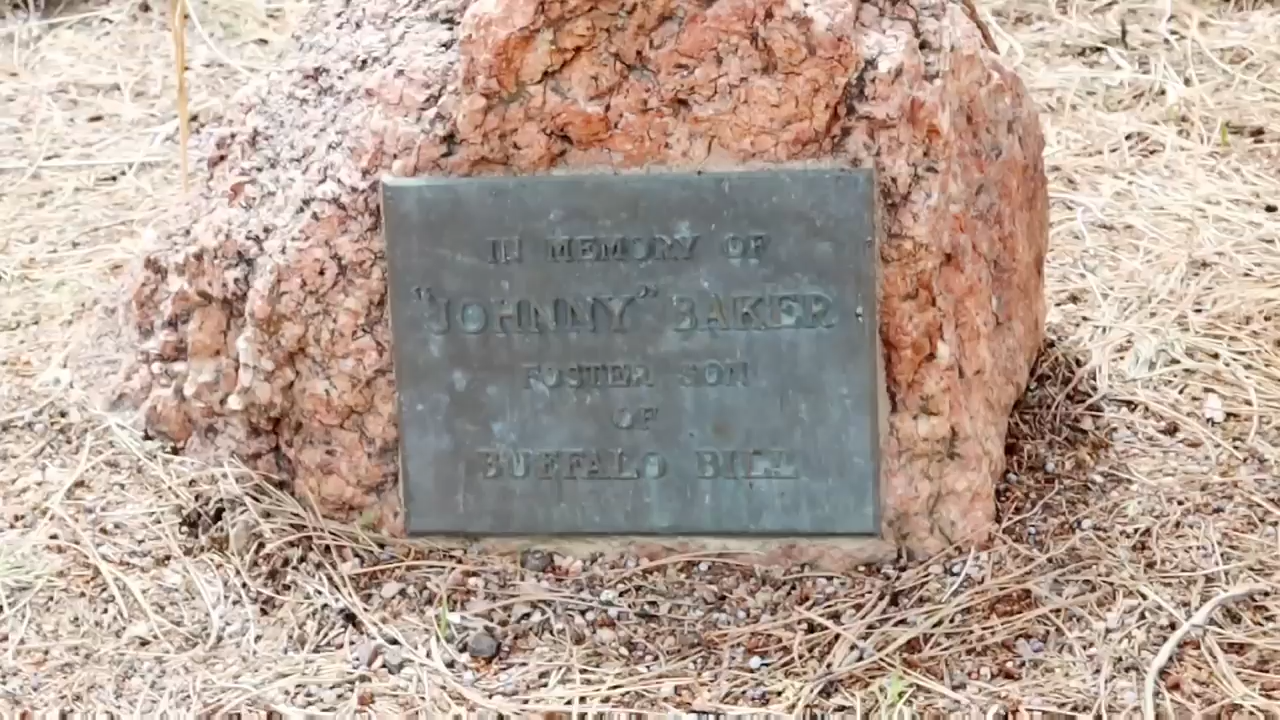 IN MEMORY OF
"JOHNNY" BAKER
FOSTER SON
OF
BUFFALO BILL